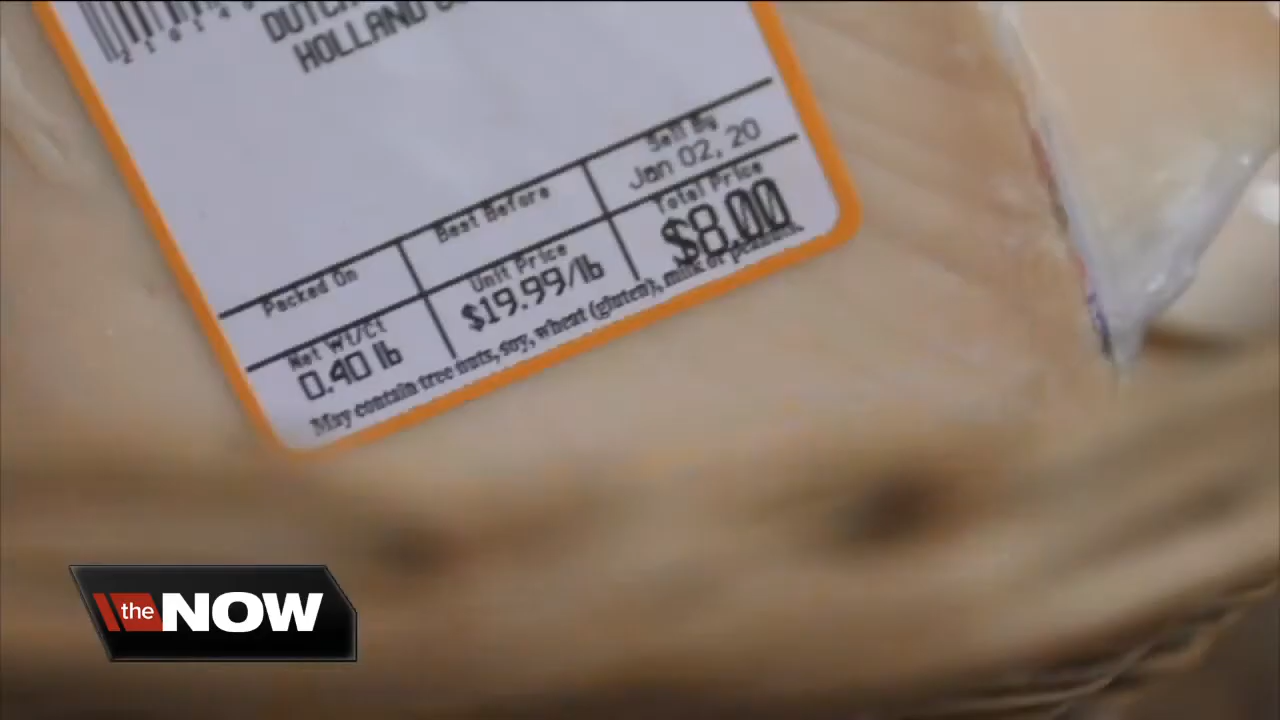 HOLLAND
Sell By
Jan 02, 20
Best Before
Total Price
$8.00
Packed On
Unit Price
$19.99/lb
Net Wt/Ct
0.40 lb
May contain tree nuts, soy, wheat (gluten), milk or peanuts.
the NOW